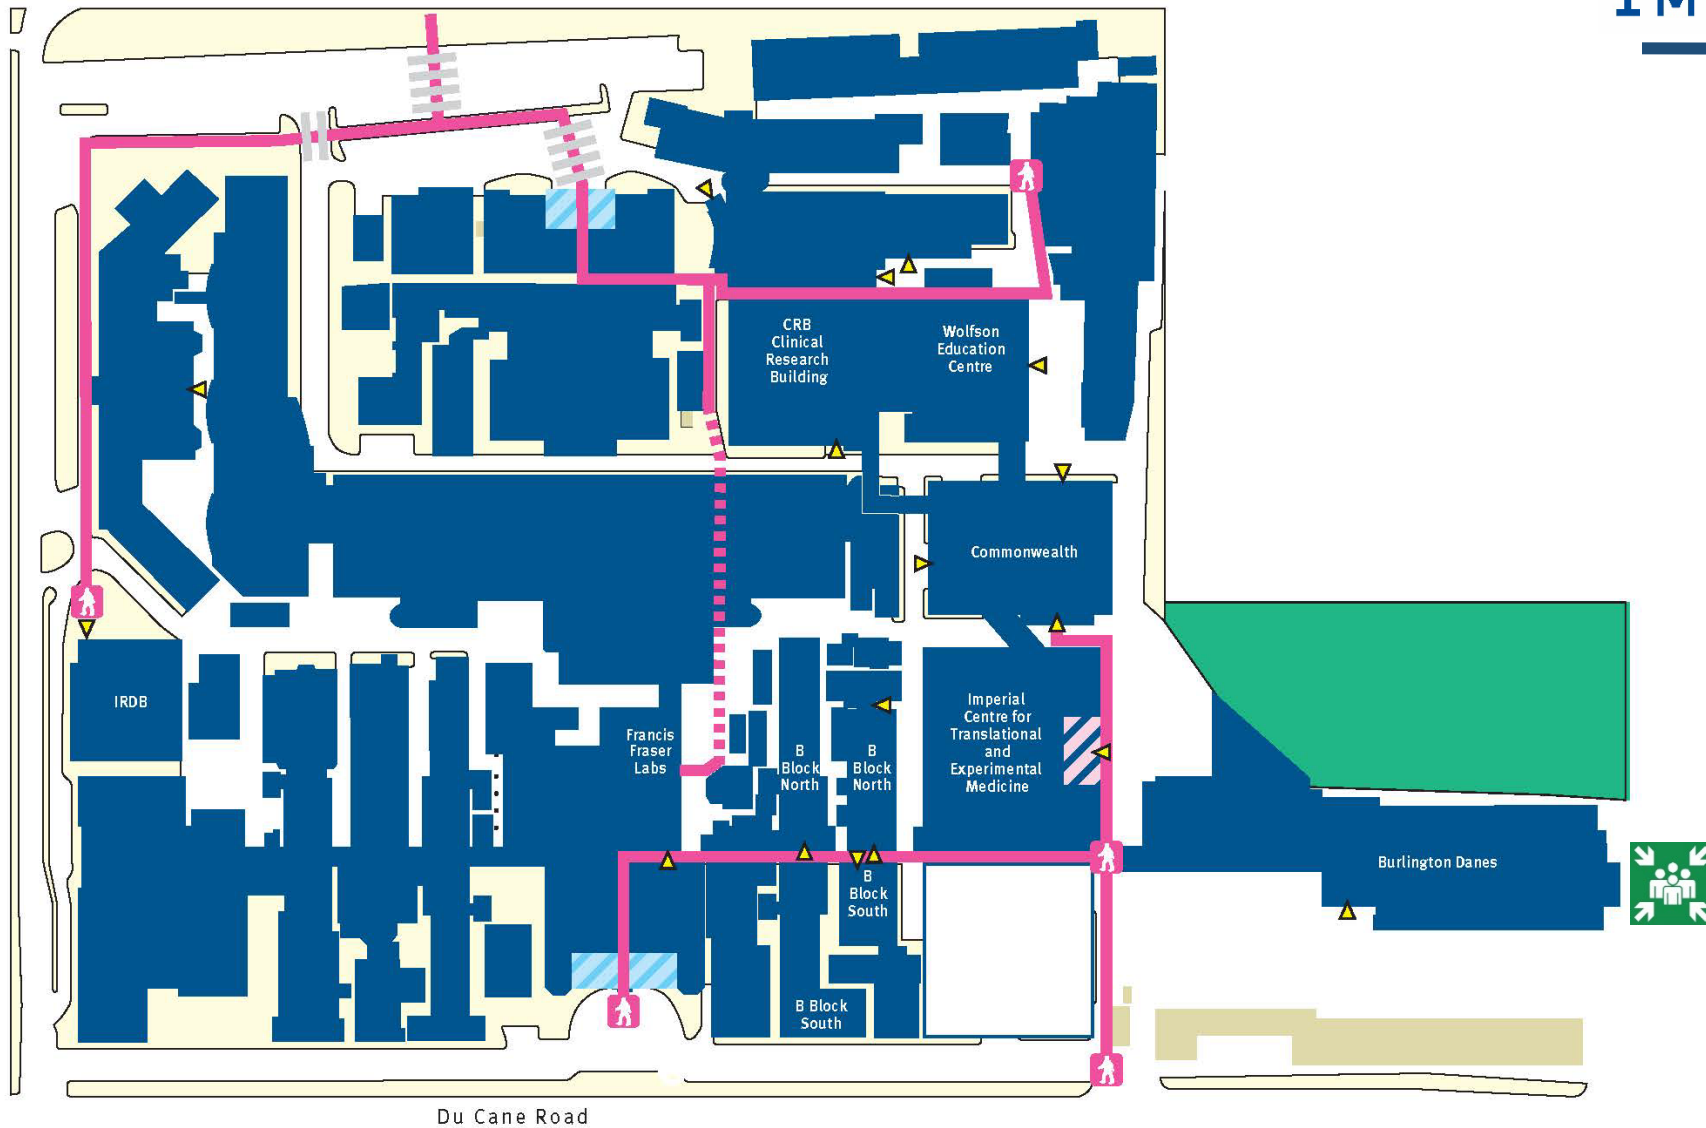 CRB
Clinical
Research
Building
Wolfson
Education
Centre
Commonwealth
IRDB
Francis
Fraser
Labs
B
Block
North
B
Block
North
Imperial
Centre for
Translational
and
Experimental
Medicine
B
Block
South
B Block
South
Burlington Danes
Du Cane Road